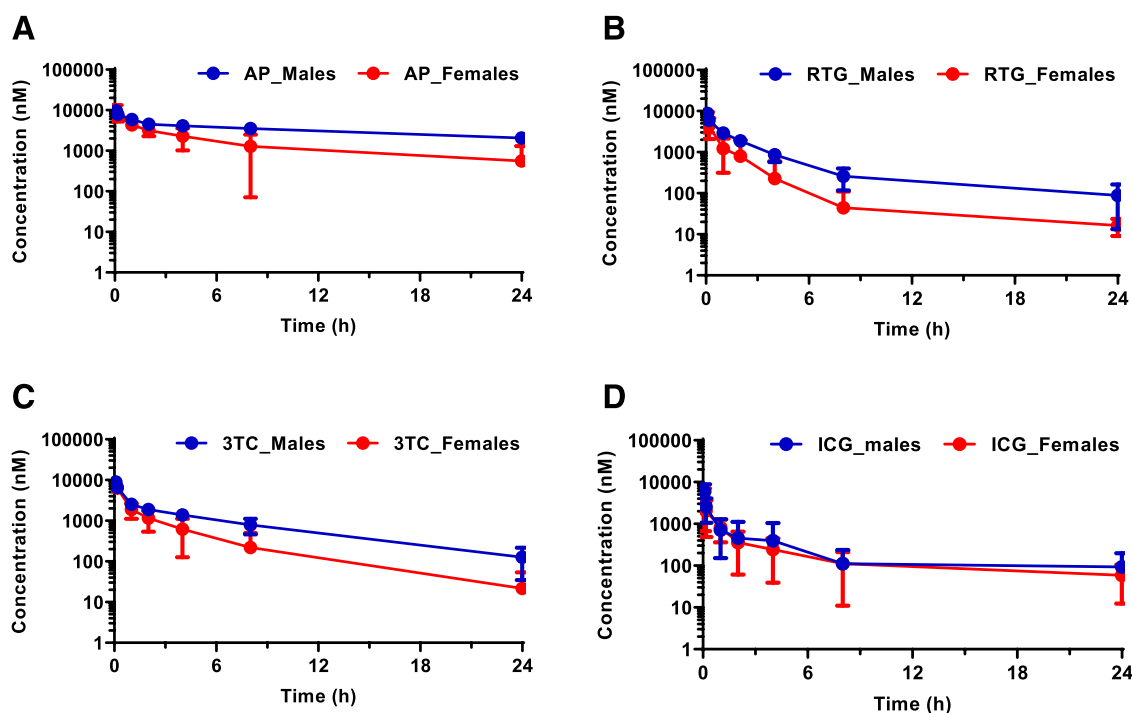 A
AP_Males AP_Females
100000
10000
1000
100
10
1
Concentration (nM)
0 6 12 18 24
Time (h)
B
RTG_Males RTG_Females
100000
10000
1000
100
10
1
Concentration (nM)
0 6 12 18 24
Time (h)
C
3TC_Males 3TC_Females
100000
10000
1000
100
10
1
Concentration (nM)
0 6 12 18 24
Time (h)
D
ICG_males ICG_Females
100000
10000
1000
100
10
1
Concentration (nM)
0 6 12 18 24
Time (h)